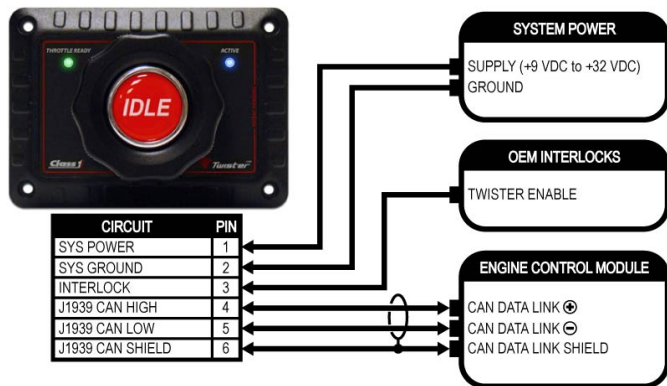 THROTTLE READY
ACTIVE
IDLE
Class1
Twister
CIRCUIT PIN
SYS POWER 1
SYS GROUND 2
INTERLOCK 3
J1939 CAN HIGH 4
J1939 CAN LOW 5
J1939 CAN SHIELD 6
SYSTEM POWER
SUPPLY (+9 VDC to +32 VDC)
GROUND
OEM INTERLOCKS
TWISTER ENABLE
ENGINE CONTROL MODULE
CAN DATA LINK ⊕
CAN DATA LINK ⊖
CAN DATA LINK SHIELD